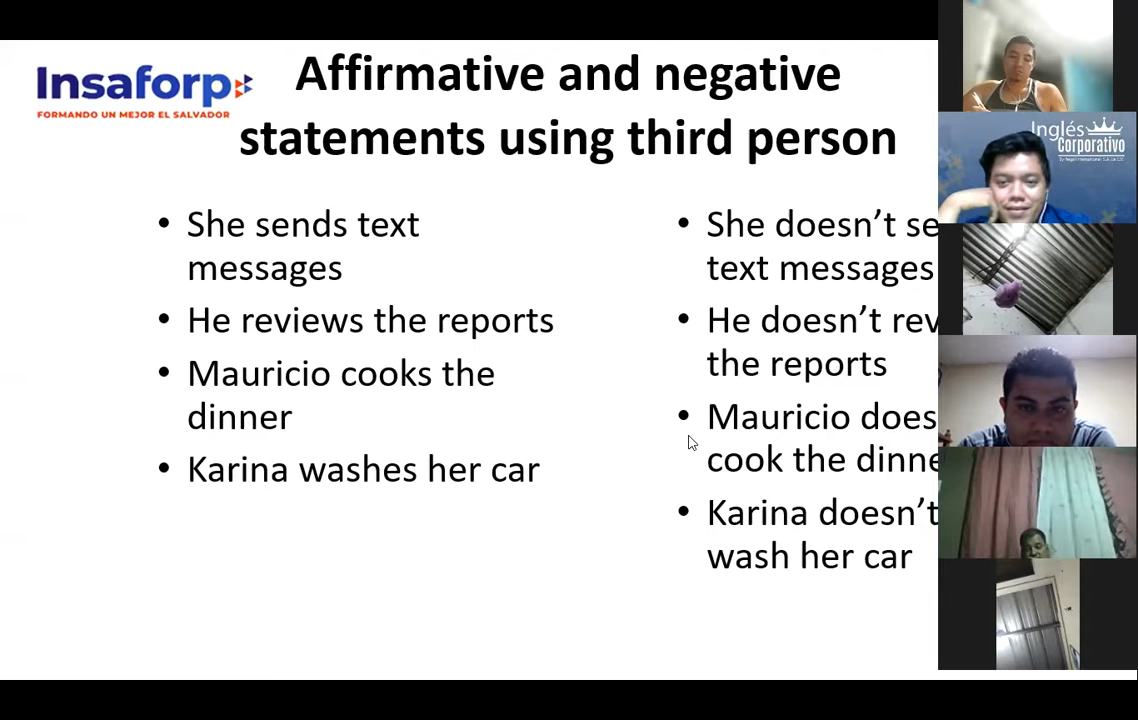 Insaforp
FORMANDO UN MEJOR EL SALVADOR
Affirmative and negative
statements using third person
• She sends text
messages
• He reviews the reports
• Mauricio cooks the
dinner
• Karina washes her car
• She doesn’t se
text messages
• He doesn’t rev
the reports
• Mauricio does
cook the dinne
• Karina doesn’t
wash her car
Inglés
Corporativo